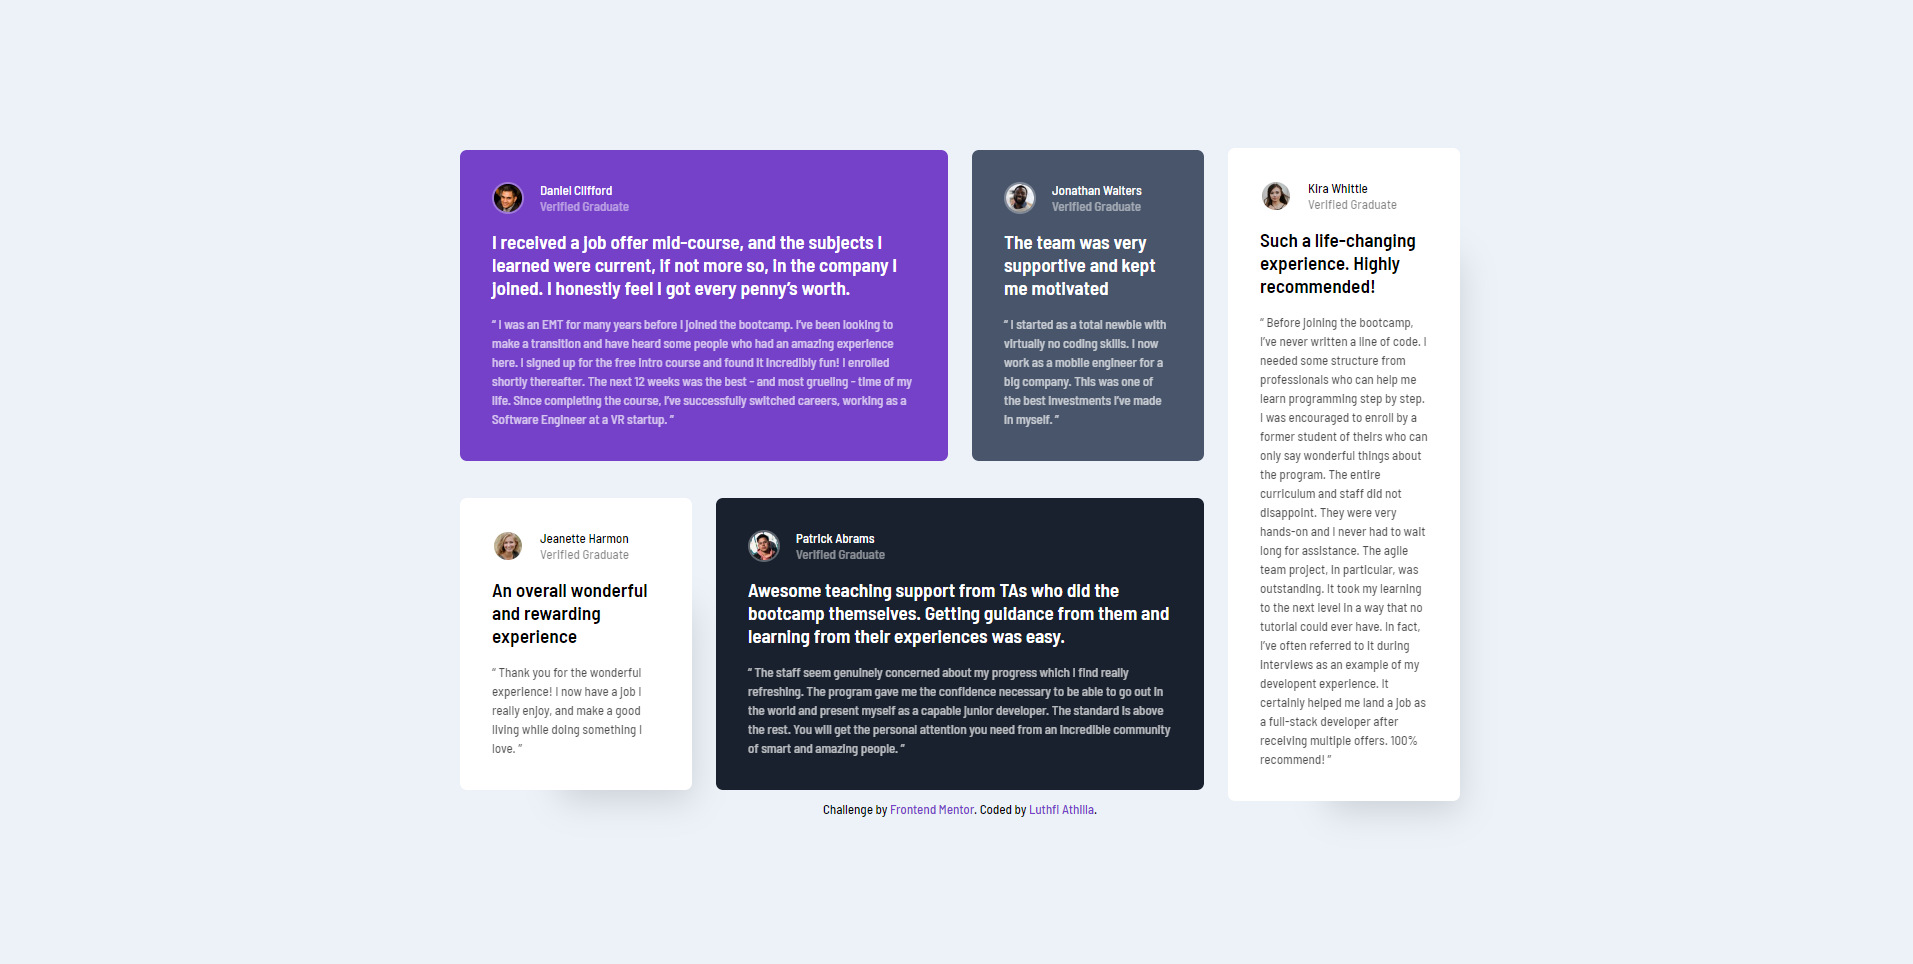 Daniel Clifford
Verified Graduate
I received a job offer mid-course, and the subjects I
learned were current, if not more so, in the company I
joined. I honestly feel I got every penny’s worth.
“ I was an EMT for many years before I joined the bootcamp. I’ve been looking to
make a transition and have heard some people who had an amazing experience
here. I signed up for the free intro course and found it incredibly fun! I enrolled
shortly thereafter. The next 12 weeks was the best - and most grueling - time of my
life. Since completing the course, I’ve successfully switched careers, working as a
Software Engineer at a VR startup. ”
Jonathan Walters
Verified Graduate
The team was very
supportive and kept
me motivated
“ I started as a total newbie with
virtually no coding skills. I now
work as a mobile engineer for a
big company. This was one of
the best investments I’ve made
in myself. ”
Kira Whittle
Verified Graduate
Such a life-changing
experience. Highly
recommended!
“ Before joining the bootcamp,
I’ve never written a line of code. I
needed some structure from
professionals who can help me
learn programming step by step.
I was encouraged to enroll by a
former student of theirs who can
only say wonderful things about
the program. The entire
curriculum and staff did not
disappoint. They were very
hands-on and I never had to wait
long for assistance. The agile
team project, in particular, was
outstanding. It took my learning
to the next level in a way that no
tutorial could ever have. In fact,
I’ve often referred to it during
interviews as an example of my
developent experience. It
certainly helped me land a job as
a full-stack developer after
receiving multiple offers. 100%
recommend! ”
Jeanette Harmon
Verified Graduate
An overall wonderful
and rewarding
experience
“ Thank you for the wonderful
experience! I now have a job I
really enjoy, and make a good
living while doing something I
love. ”
Patrick Abrams
Verified Graduate
Awesome teaching support from TAs who did the
bootcamp themselves. Getting guidance from them and
learning from their experiences was easy.
“ The staff seem genuinely concerned about my progress which I find really
refreshing. The program gave me the confidence necessary to be able to go out in
the world and present myself as a capable junior developer. The standard is above
the rest. You will get the personal attention you need from an incredible community
of smart and amazing people. ”
Challenge by Frontend Mentor. Coded by Luthfi Athilla.